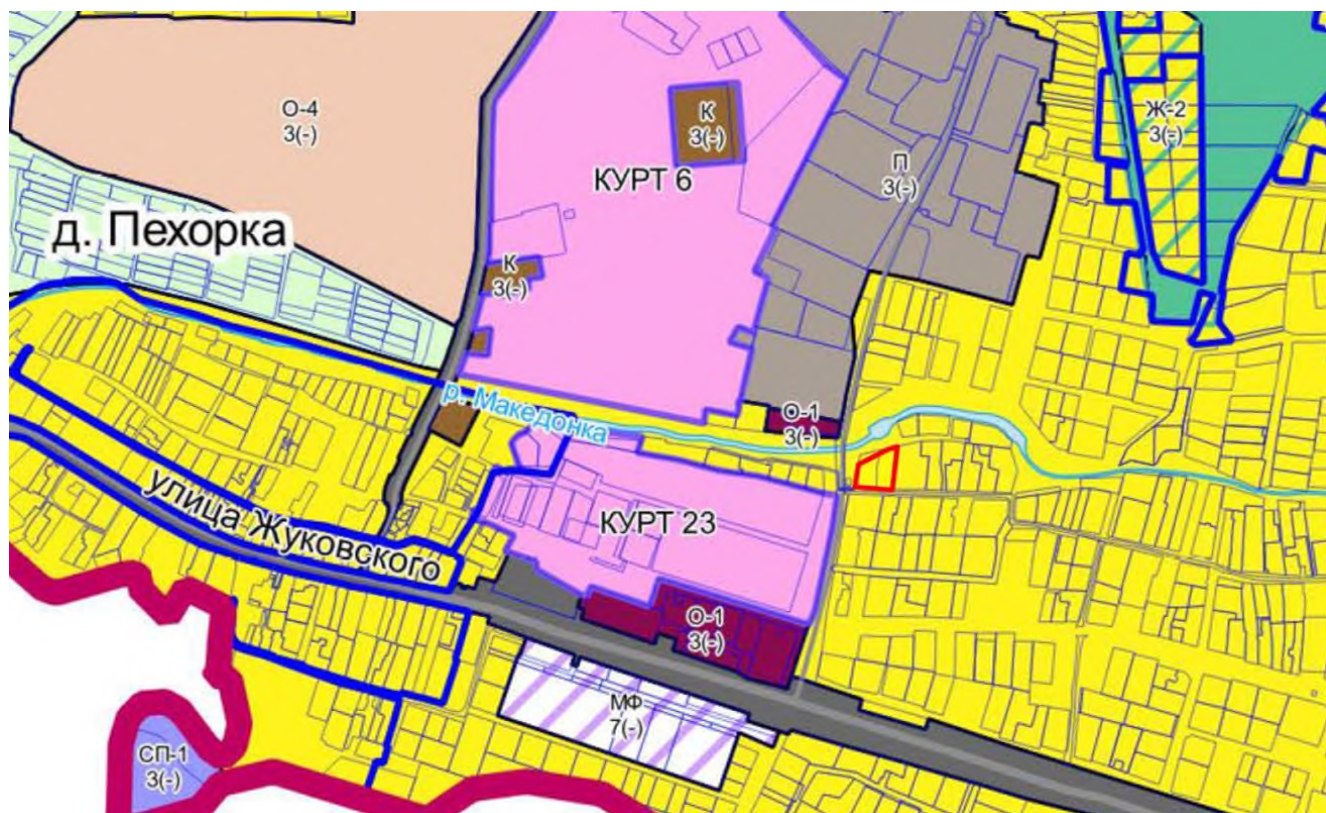 О-4
3(-)
К
3(-)
Ж-2
3(-)
П
3(-)
КУРТ 6
д. Пехорка
К
3(-)
р. Македонка
О-1
3(-)
улица Жуковского
КУРТ 23
О-1
3(-)
МФ
7(-)
СП-1
3(-)